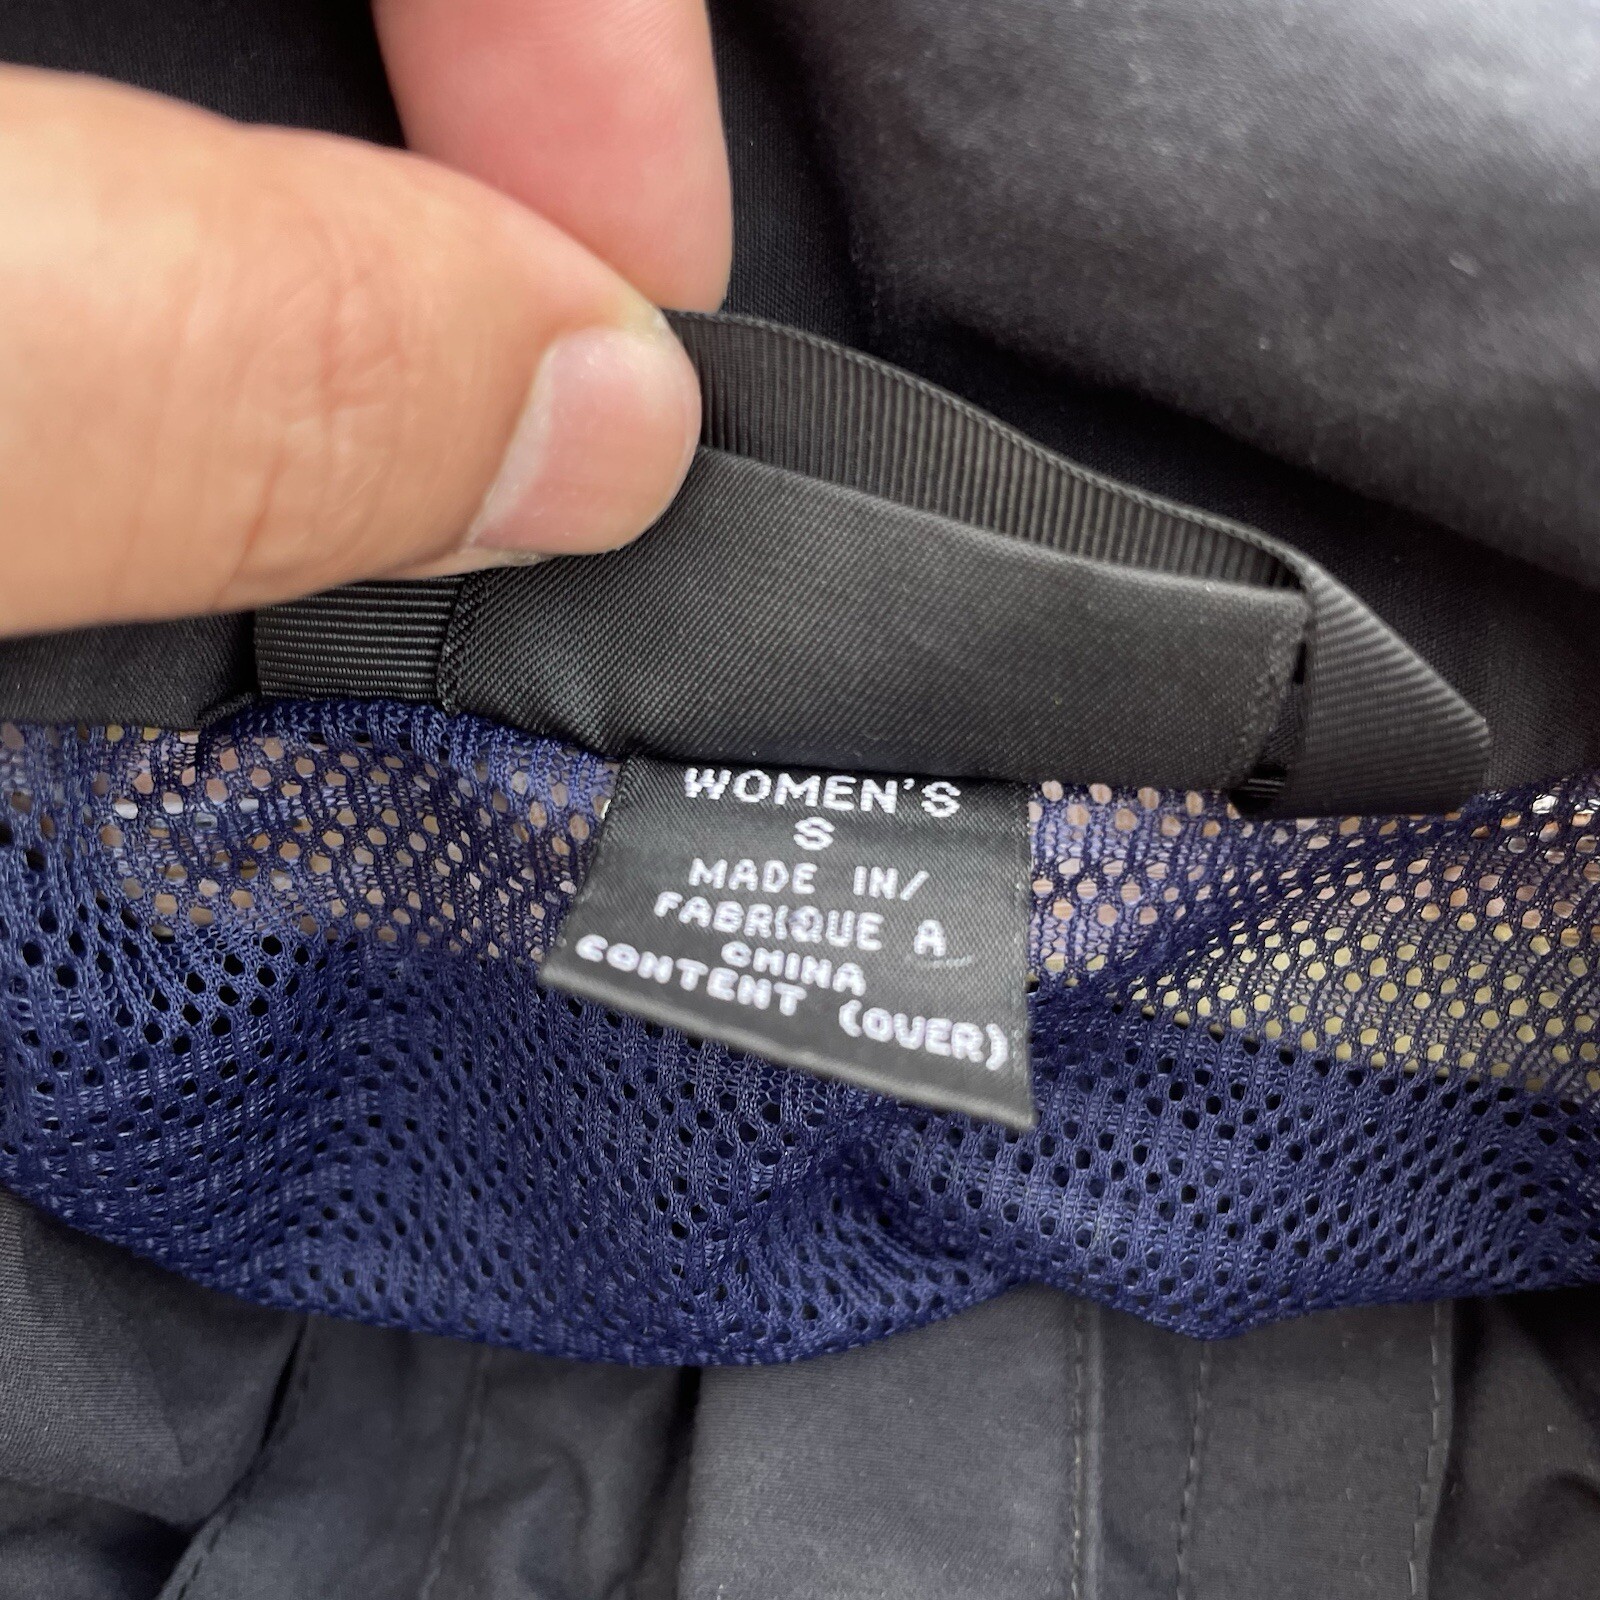 WOMEN'S
S
MADE IN/
FABRIQUE A
CHINA
CONTENT (OVER)